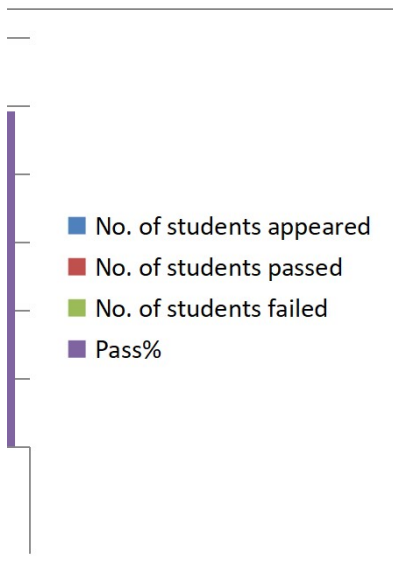 No. of students appeared
No. of students passed
No. of students failed
Pass%